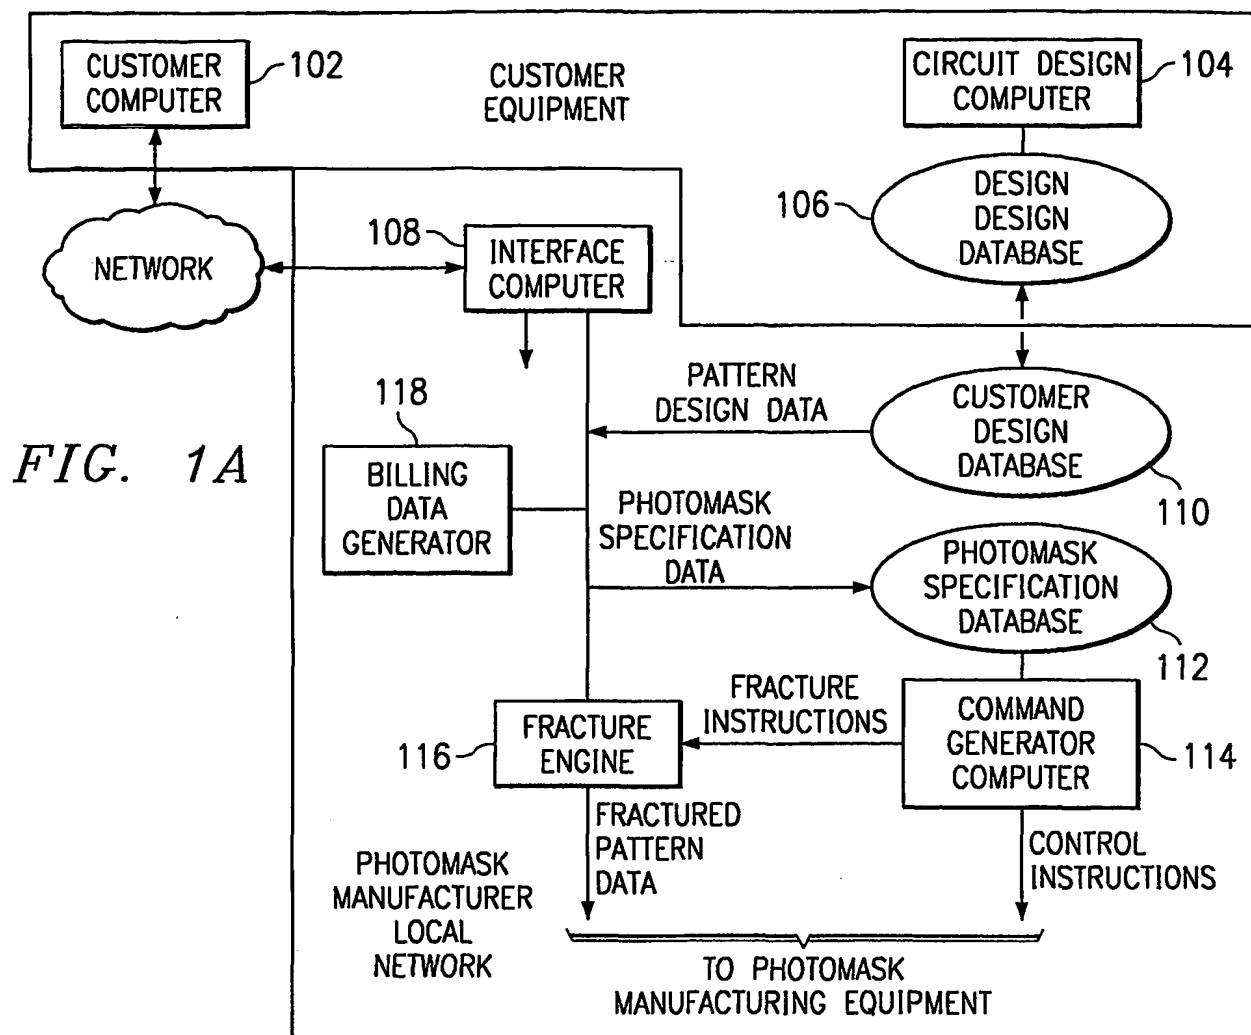 CUSTOMER
COMPUTER
102
CUSTOMER
EQUIPMENT
CIRCUIT DESIGN
COMPUTER
104
DESIGN
DESIGN
DATABASE
106
NETWORK
108
INTERFACE
COMPUTER
PATTERN
DESIGN DATA
CUSTOMER
DESIGN
DATABASE
110
118
BILLING
DATA
GENERATOR
FIG. 1A
PHOTOMASK
SPECIFICATION
DATA
PHOTOMASK
SPECIFICATION
DATABASE
112
FRACTURE
INSTRUCTIONS
COMMAND
GENERATOR
COMPUTER
114
116
FRACTURE
ENGINE
FRACTURED
PATTERN
DATA
CONTROL
INSTRUCTIONS
PHOTOMASK
MANUFACTURER
LOCAL
NETWORK
TO PHOTOMASK
MANUFACTURING EQUIPMENT